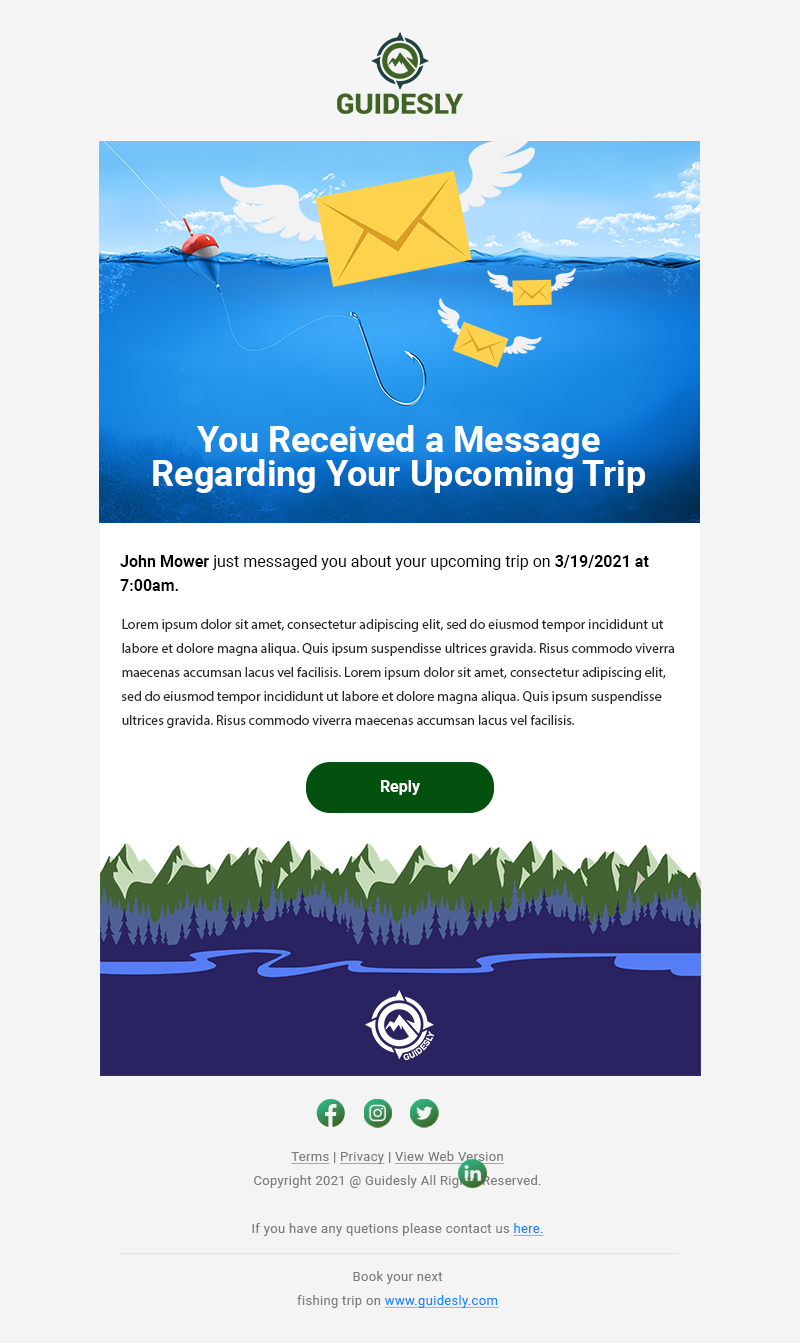 GUIDESLY
You Received a Message
Regarding Your Upcoming Trip
John Mower just messaged you about your upcoming trip on 3/19/2021 at
7:00am.
Lorem ipsum dolor sit amet, consectetur adipiscing elit, sed do eiusmod tempor incididunt ut
labore et dolore magna aliqua. Quis ipsum suspendisse ultrices gravida. Risus commodo viverra
maecenas accumsan lacus vel facilisis. Lorem ipsum dolor sit amet, consectetur adipiscing elit,
sed do eiusmod tempor incididunt ut labore et dolore magna aliqua. Quis ipsum suspendisse
ultrices gravida. Risus commodo viverra maecenas accumsan lacus vel facilisis.
Reply
GUIDESLY
Terms | Privacy | View Web Version
in
Copyright 2021 @ Guidesly All Reserved.
If you have any quetions please contact us here.
Book your next
fishing trip on www.guidesly.com